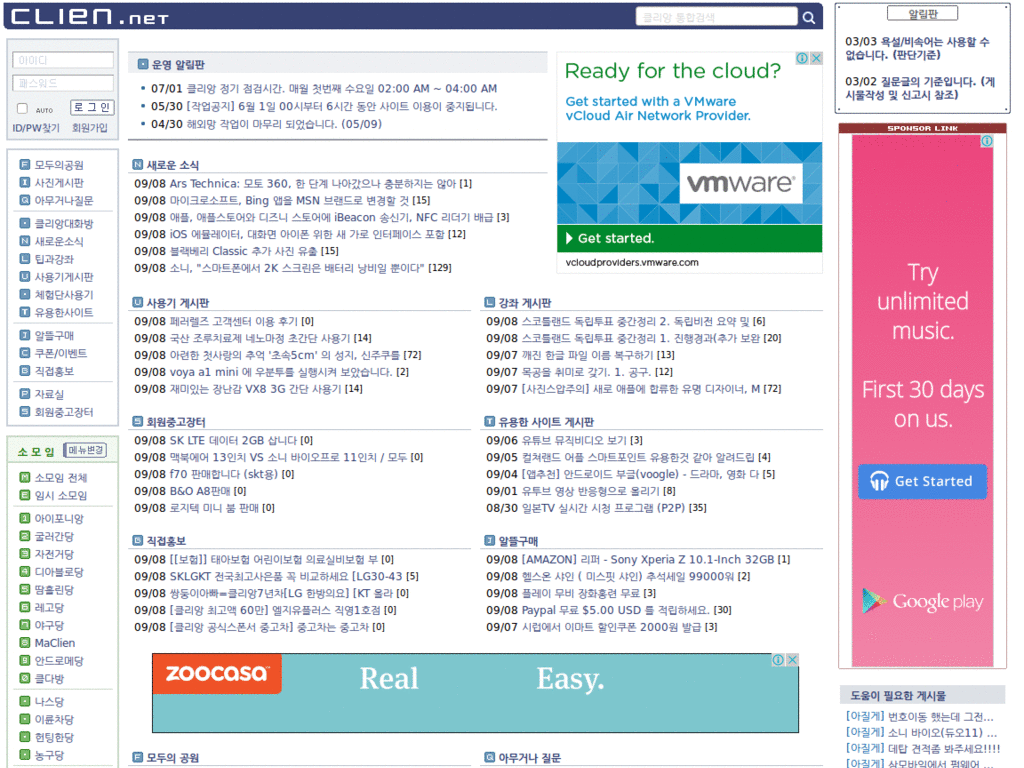 CLIEN.NET
클리앙 통합검색
아이디
패스워드
AUTO
로그인
ID/PW찾기 회원가입
모두의공원
사진게시판
아무거나질문
클리앙대화방
새로운소식
팁과강좌
사용기게시판
체험단사용기
유용한사이트
알뜰구매
쿠폰/이벤트
직접홍보
자료실
회원중고장터
소모임 메뉴변경
소모임 전체
임시 소모임
아이포니앙
굴러간당
자전거당
디아블로당
땀흘린당
레고당
야구당
MaClien
안드로메당
클다방
나스당
이륜차당
헌팅한당
농구당
운영 알림판
07/01 클리앙 정기 점검시간. 매월 첫번째 수요일 02:00 AM ~ 04:00 AM
05/30 [작업공지] 6월 1일 00시부터 6시간 동안 사이트 이용이 중지됩니다.
04/30 해외망 작업이 마무리 되었습니다. (05/09)
새로운 소식
09/08 Ars Technica: 모토 360, 한 단계 나아갔으나 충분하지는 않아 [1]
09/08 마이크로소프트, Bing 앱을 MSN 브랜드로 변경할 것 [15]
09/08 애플, 애플스토어와 디즈니 스토어에 iBeacon 송신기, NFC 리더기 배급 [3]
09/08 iOS 에뮬레이터, 대화면 아이폰 위한 새 가로 인터페이스 포함 [12]
09/08 블랙베리 Classic 추가 사진 유출 [15]
09/08 소니, "스마트폰에서 2K 스크린은 배터리 낭비일 뿐이다" [129]
Ready for the cloud?
Get started with a VMware
vCloud Air Network Provider.
vmware
Get started.
vcloudproviders.vmware.com
사용기 게시판
09/08 페러렐즈 고객센터 이용 후기 [0]
09/08 국산 조루치료제 네노마정 초간단 사용기 [14]
09/08 아련한 첫사랑의 추억 '초속5cm' 의 성지, 신주쿠를 [72]
09/08 voya a1 mini 에 우분투를 실행시켜 보았습니다. [2]
09/08 재미있는 장난감 VX8 3G 간단 사용기 [14]
강좌 게시판
09/08 스코틀랜드 독립투표 중간정리 2. 독립비전 요약 및 [6]
09/08 스코틀랜드 독립투표 중간정리 1. 진행경과(추가 보완 [20]
09/07 깨진 한글 파일 이름 복구하기 [13]
09/07 목공을 취미로 갖기. 1. 공구. [12]
09/07 [사진스압주의] 새로 애플에 합류한 유명 디자이너, M [72]
회원중고장터
09/08 SK LTE 데이터 2GB 삽니다 [0]
09/08 맥북에어 13인치 VS 소니 바이오프로 11인치 / 모두 [0]
09/08 f70 판매합니다 (skt용) [0]
09/08 B&O A8판매 [0]
09/08 로지텍 미니 붐 판매 [0]
유용한 사이트 게시판
09/06 유튜브 뮤직비디오 보기 [3]
09/05 컬쳐랜드 어플 스마트포인트 유용한것 같아 알려드립 [4]
09/04 [앱추천] 안드로이드 무글(voogle) - 드라마, 영화 다 [5]
09/01 유튜브 영상 반응형으로 올리기 [8]
08/30 일본TV 실시간 시청 프로그램 (P2P) [35]
직접홍보
09/08 [[보험]] 태아보험 어린이보험 의료실비보험 부 [0]
09/08 SKLGKT 전국최고사은품 꼭 비교하세요 [LG30-43 [5]
09/08 쌍둥이아빠=클리앙7년차[LG 한방의요] [KT 올라 [0]
09/08 [클리앙 최고액 60만] 엘지유플러스 직영1호점 [0]
09/08 [클리앙 공식스폰서 중고차] 중고차는 중고차 [0]
알뜰구매
09/08 [AMAZON] 리퍼 - Sony Xperia Z 10.1-Inch 32GB [1]
09/08 헬스온 샤인 ( 미스핏 샤인) 추석세일 99000워 [2]
09/08 플레이 무비 장화홍련 무료 [3]
09/08 Paypal 무료 $5.00 USD 를 적립하세요. [30]
09/07 시럽에서 이마트 할인쿠폰 2000원 발급 [3]
zoocasa
Real Easy.
모두의 공원
아무거나 질문
알림판
03/03 욕설/비속어는 사용할 수
없습니다. (판단기준)
03/02 질문글의 기준입니다. (게
시물작성 및 신고시 참조)
SPONSOR LINK
Try
unlimited
music.
First 30 days
on us.
Get Started
Google play
도움이 필요한 게시물
[아질게] 번호이동 했는데 그전...
[아질게] 소니 바이오(듀오11) ...
[아질게] 데탑 견적좀 봐주세요!!!!
[아질게] 삼모바일에서 펌웨어 ...